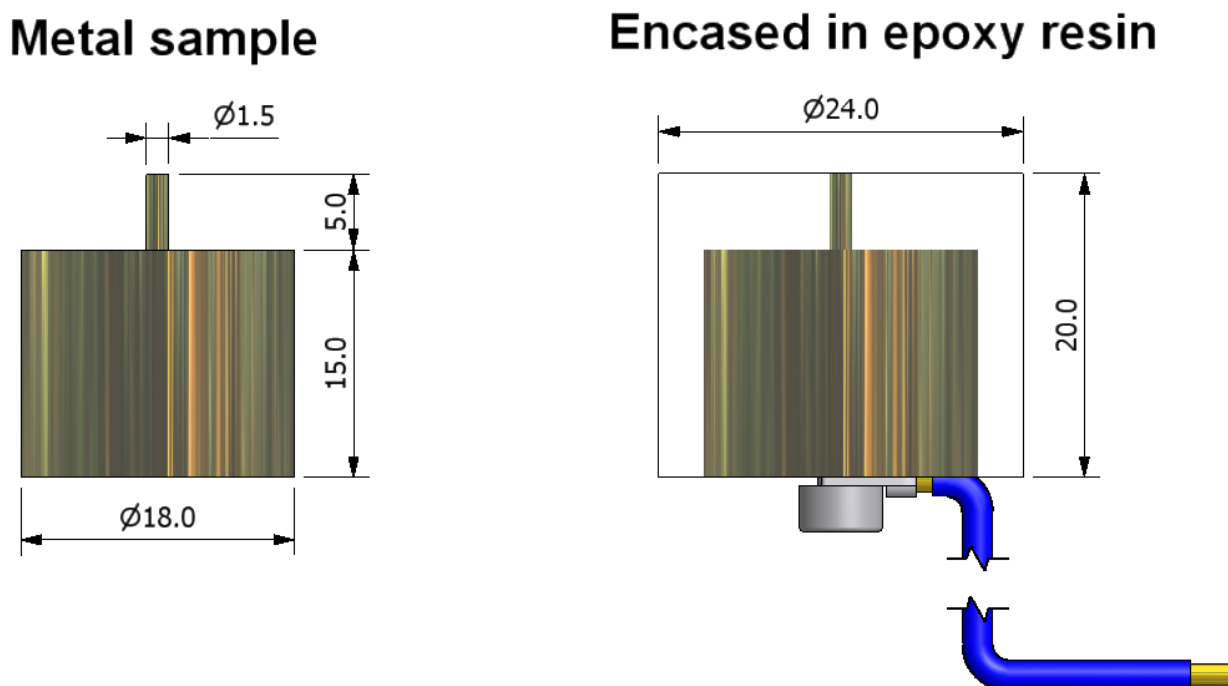 Metal sample
Encased in epoxy resin
Ø1.5
5.0
15.0
Ø18.0
Ø24.0
20.0